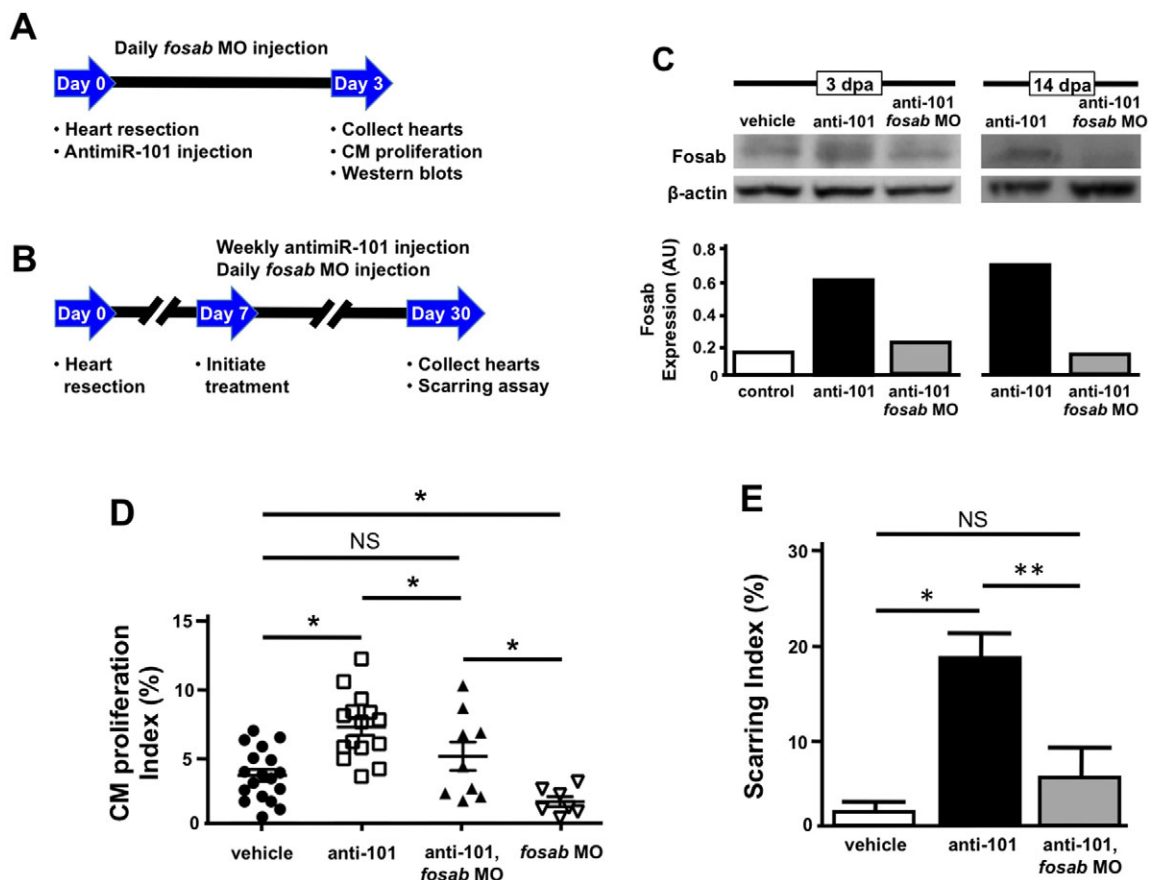 A
Daily fosab MO injection
Day 0
Day 3
• Heart resection
• AntimiR-101 injection
• Collect hearts
• CM proliferation
• Western blots
B
Weekly antimiR-101 injection
Daily fosab MO injection
Day 0
Day 7
Day 30
• Heart
resection
• Initiate
treatment
• Collect hearts
• Scarring assay
C
3 dpa
14 dpa
vehicle
anti-101
anti-101
fosab MO
anti-101
anti-101
fosab MO
Fosab
β-actin
Fosab
Expression (AU)
0.8
0.6
0.4
0.2
0
control
anti-101
anti-101
fosab MO
anti-101
anti-101
fosab MO
D
*
NS
*
*
*
CM proliferation
Index (%)
15
10
5
0
vehicle
anti-101
anti-101,
fosab MO
fosab MO
E
NS
**
*
Scarring Index (%)
30
20
10
0
vehicle
anti-101
anti-101,
fosab MO